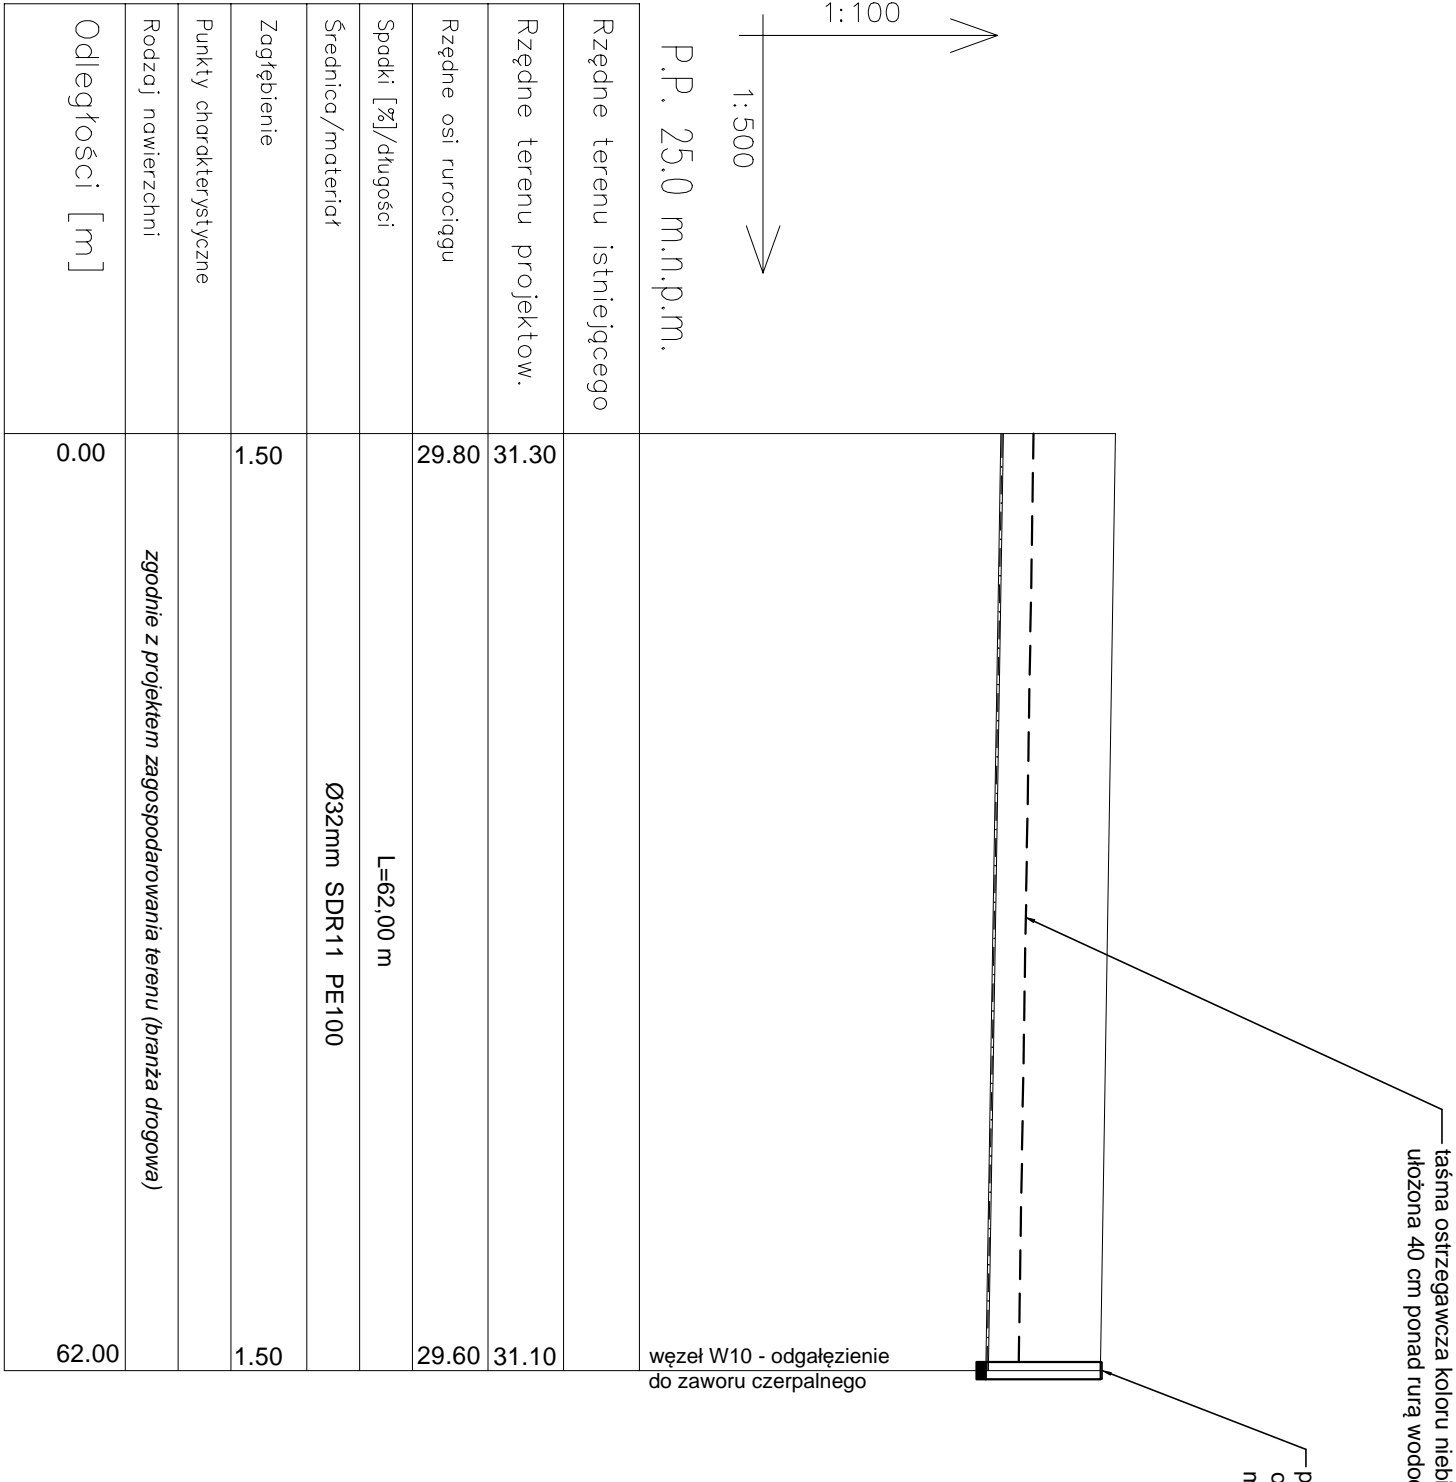 1:100
1:500
P.P. 25.0 m.n.p.m.
Rzędne terenu istniejącego
Rzędne terenu projektow.
31.30
31.10
Rzędne osi rurociągu
29.80
29.60
Spadki [%]/długości
L=62,00 m
Średnica/materiał
Ø32mm SDR11 PE100
Zagłębienie
1.50
1.50
Punkty charakterystyczne
Rodzaj nawierzchni
zgodnie z projektem zagospodarowania terenu (branża drogowa)
Odległości [m]
0.00
62.00
węzeł W10 - odgałęzienie
do zaworu czerpalnego
taśma ostrzegawcza koloru
ułożona 40 cm ponad rurą